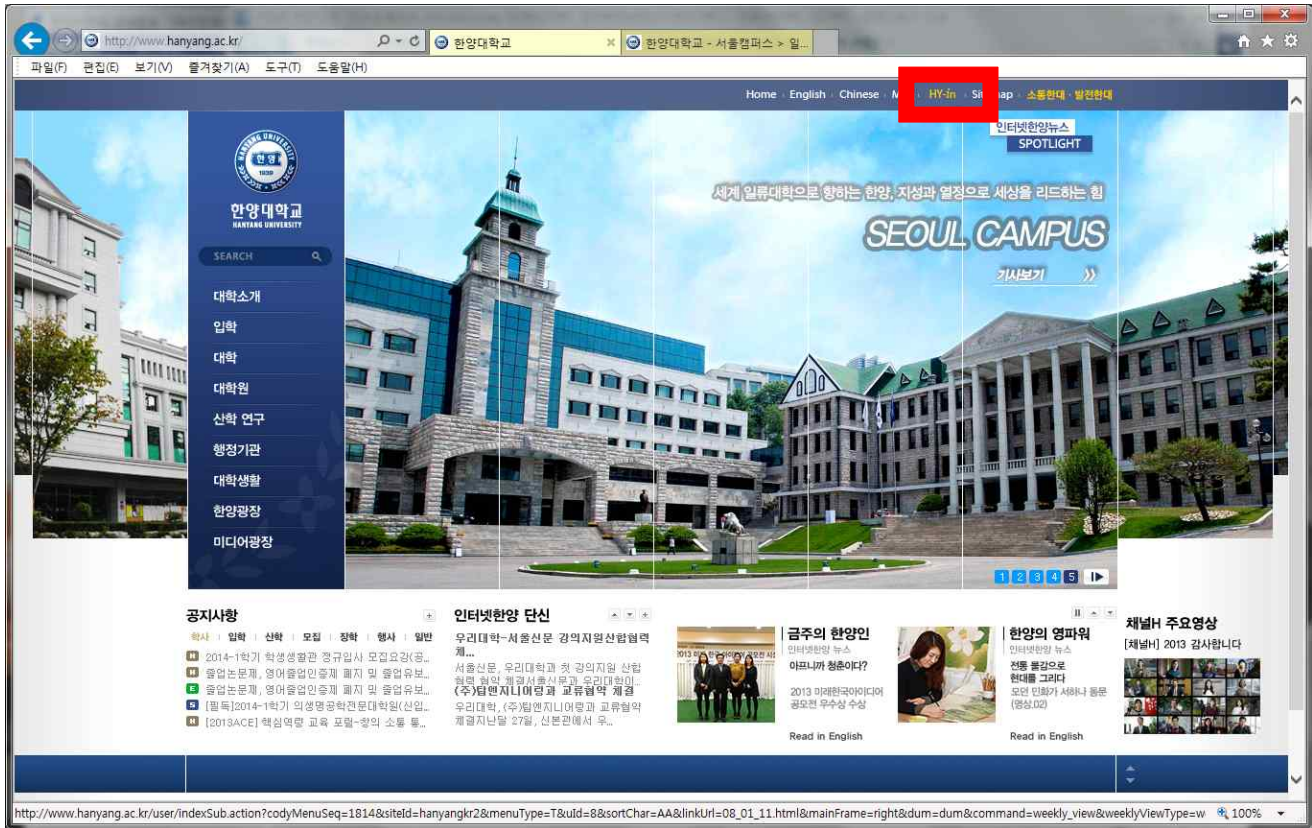 http://www.hanyang.ac.kr/
한양대학교
한양대학교 - 서울캠퍼스 > 일...
파일(F) 편집(E) 보기(V) 즐겨찾기(A) 도구(T) 도움말(H)
Home English Chinese HY-in 소통한대 · 발전한대
HANYANG UNIVERSITY
한양
1939
한양대학교
HANYANG UNIVERSITY
SEARCH
대학소개
입학
대학
대학원
산학 연구
행정기관
대학생활
한양광장
미디어광장
인터넷한양뉴스
SPOTLIGHT
세계 일류대학으로 향하는 한양, 지성과 열정으로 세상을 리드하는 힘
SEOUL CAMPUS
기사보기 》
1 2 3 4 5
공지사항
학사 입학 산학 모집 장학 행사 일반
2014-1학기 학생생활관 정규입사 모집요강(공...
졸업논문제, 영어졸업인증제 폐지 및 졸업유보...
졸업논문제, 영어졸업인증제 폐지 및 졸업유보...
[필독]2014-1학기 의생명공학전문대학원(신입...
[2013ACE] 핵심역량 교육 포럼-창의 소통 통...
인터넷한양 단신
우리대학-서울신문 강의지원산합협력
체...
서울신문, 우리대학과 첫 강의지원 산합
협력 협약 체결서울신문과 우리대학이...
(주)탑엔지니어링과 교류협약 체결
우리대학, (주)탑엔지니어링과 교류협약
체결지난달 27일, 신본관에서 우...
금주의 한양인
인터넷한양 뉴스
아프니까 청춘이다?
2013 미래한국아이디어
공모전 우수상 수상
Read in English
한양의 영파워
인터넷한양 뉴스
전통 물감으로
현대를 그리다
모던 민화가 서하나 동문
(영상.02)
Read in English
채널H 주요영상
[채널H] 2013 감사합니다
http://www.hanyang.ac.kr/user/indexSub.action?codyMenuSeq=1814&siteId=hanyangkr2&menuType=T&uId=8&sortChar=AA&linkUrl=08_01_11.html&mainFrame=right&dum=dum&command=weekly_view&weeklyViewType=w 100%